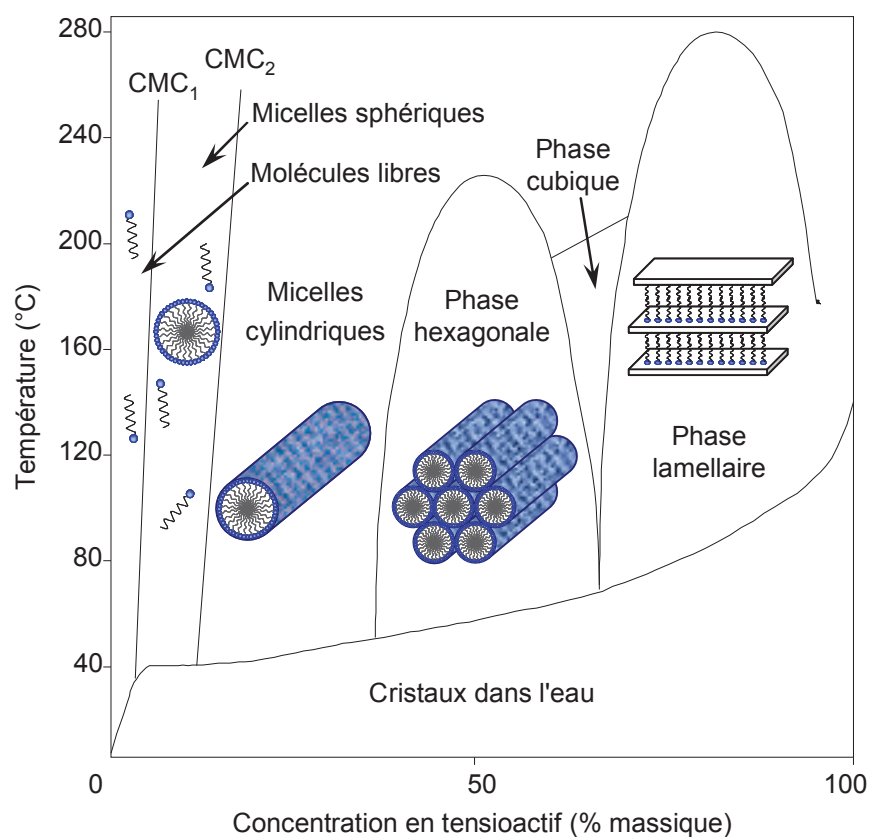 280
240
200
160
120
80
40
0
50
100
Température (°C)
Concentration en tensioactif (% massique)
CMC₁
CMC₂
Micelles sphériques
Molécules libres
Micelles
cylindriques
Phase
hexagonale
Phase
cubique
Phase
lamellaire
Cristaux dans l'eau